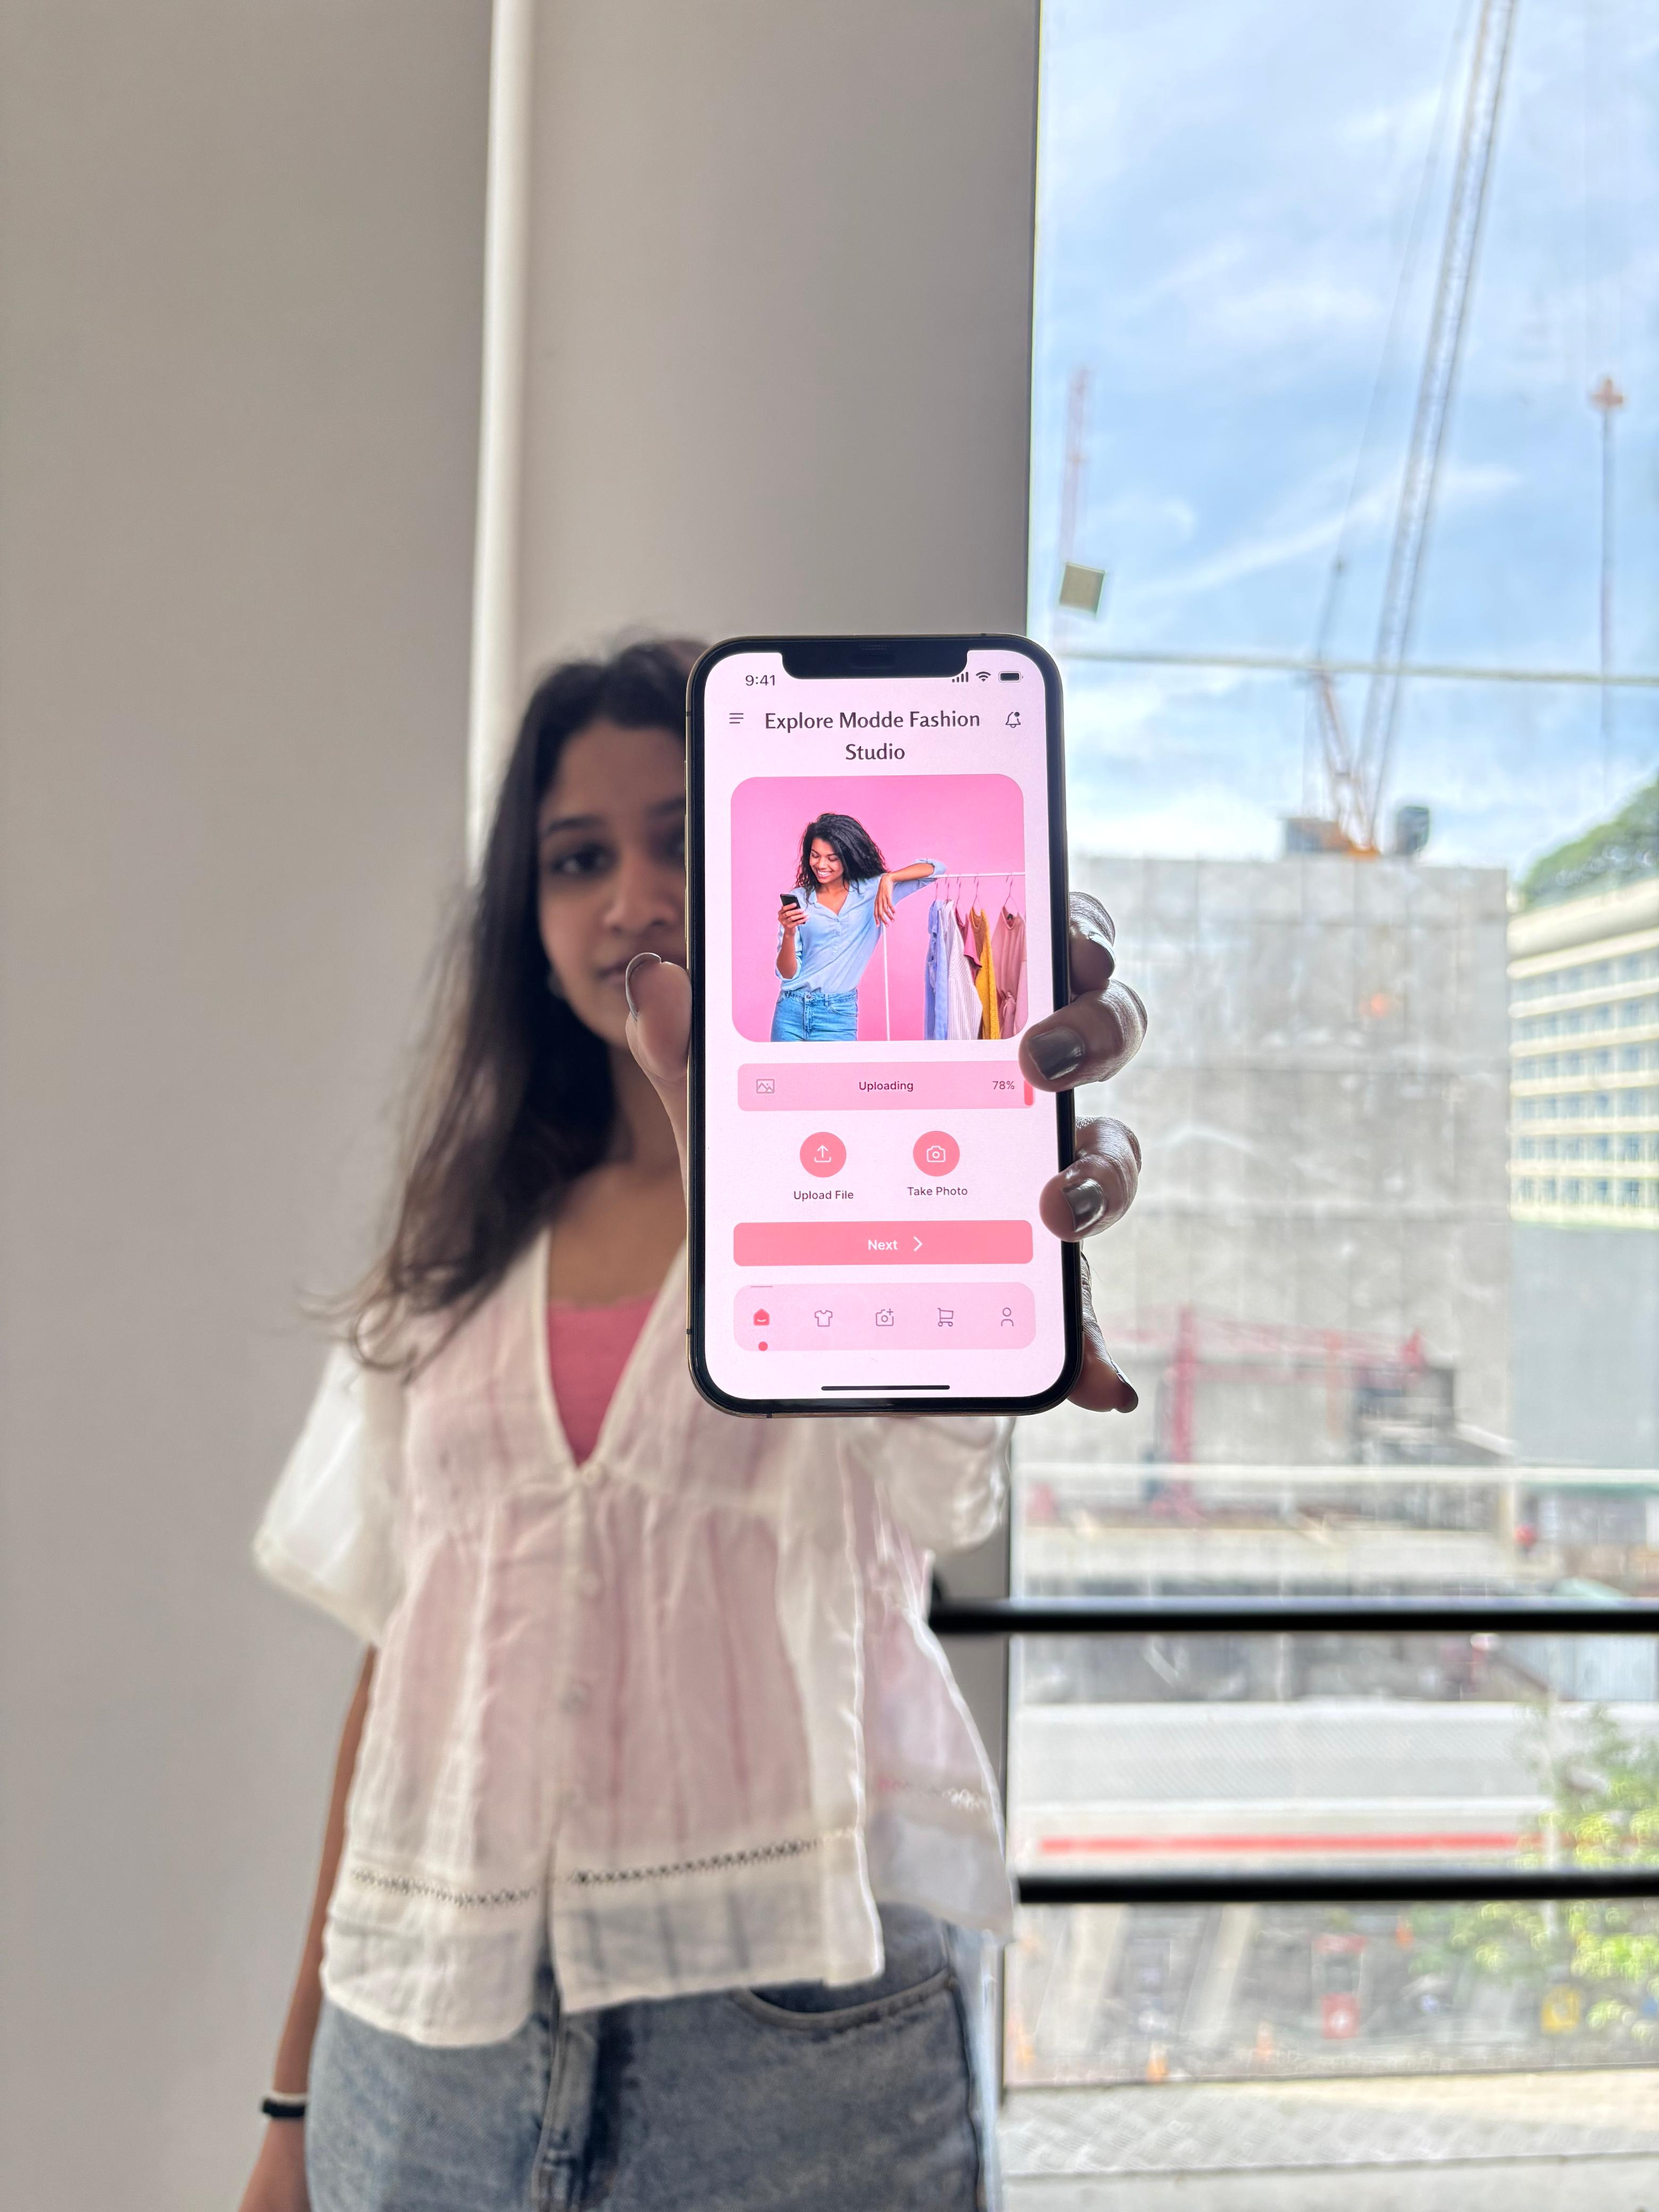 9:41
Explore Modde Fashion
Studio
Uploading 78%
Upload File Take Photo
Next